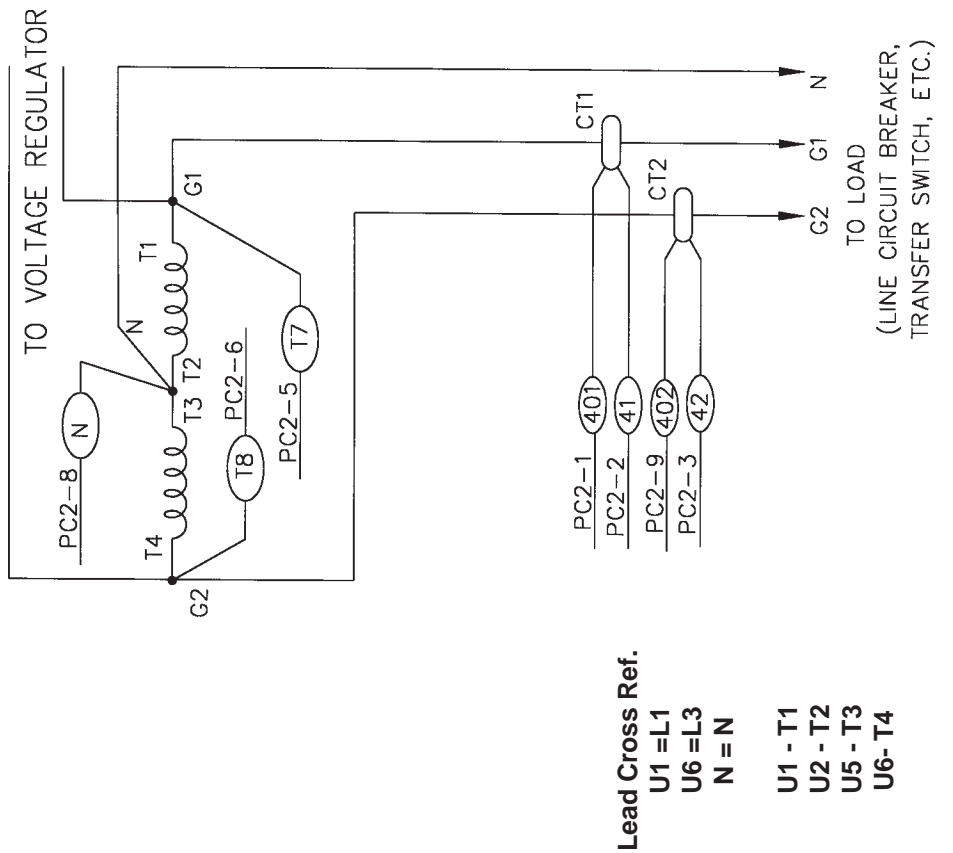 TO VOLTAGE REGULATOR
N
PC2-8
N
T4
T3
T2
T1
G1
G2
T8
PC2-6
PC2-5
T7
CT1
CT2
PC2-1
401
PC2-2
41
PC2-9
402
PC2-3
42
G2
G1
N
TO LOAD
(LINE CIRCUIT BREAKER,
TRANSFER SWITCH, ETC.)
Lead Cross Ref.
U1 =L1
U6 =L3
N = N
U1 - T1
U2 - T2
U5 - T3
U6- T4